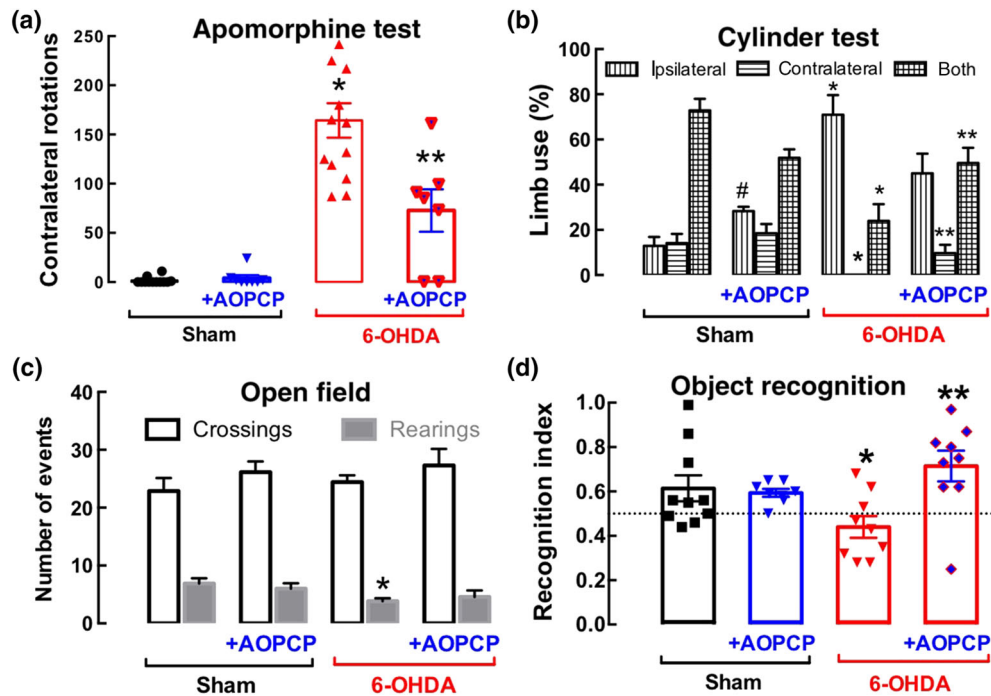 (a)
Apomorphine test
Contralateral rotations
250
200
150
100
50
0
*
**
+AOPCP
+AOPCP
Sham
6-OHDA
(b)
Cylinder test
Limb use (%)
100
80
60
40
20
0
Ipsilateral
Contralateral
Both
#
*
*
*
**
**
+AOPCP
+AOPCP
Sham
6-OHDA
(c)
Open field
Number of events
40
30
20
10
0
Crossings
Rearings
*
+AOPCP
+AOPCP
Sham
6-OHDA
(d)
Object recognition
Recognition index
1.0
0.8
0.6
0.4
0.2
0.0
*
**
+AOPCP
+AOPCP
Sham
6-OHDA